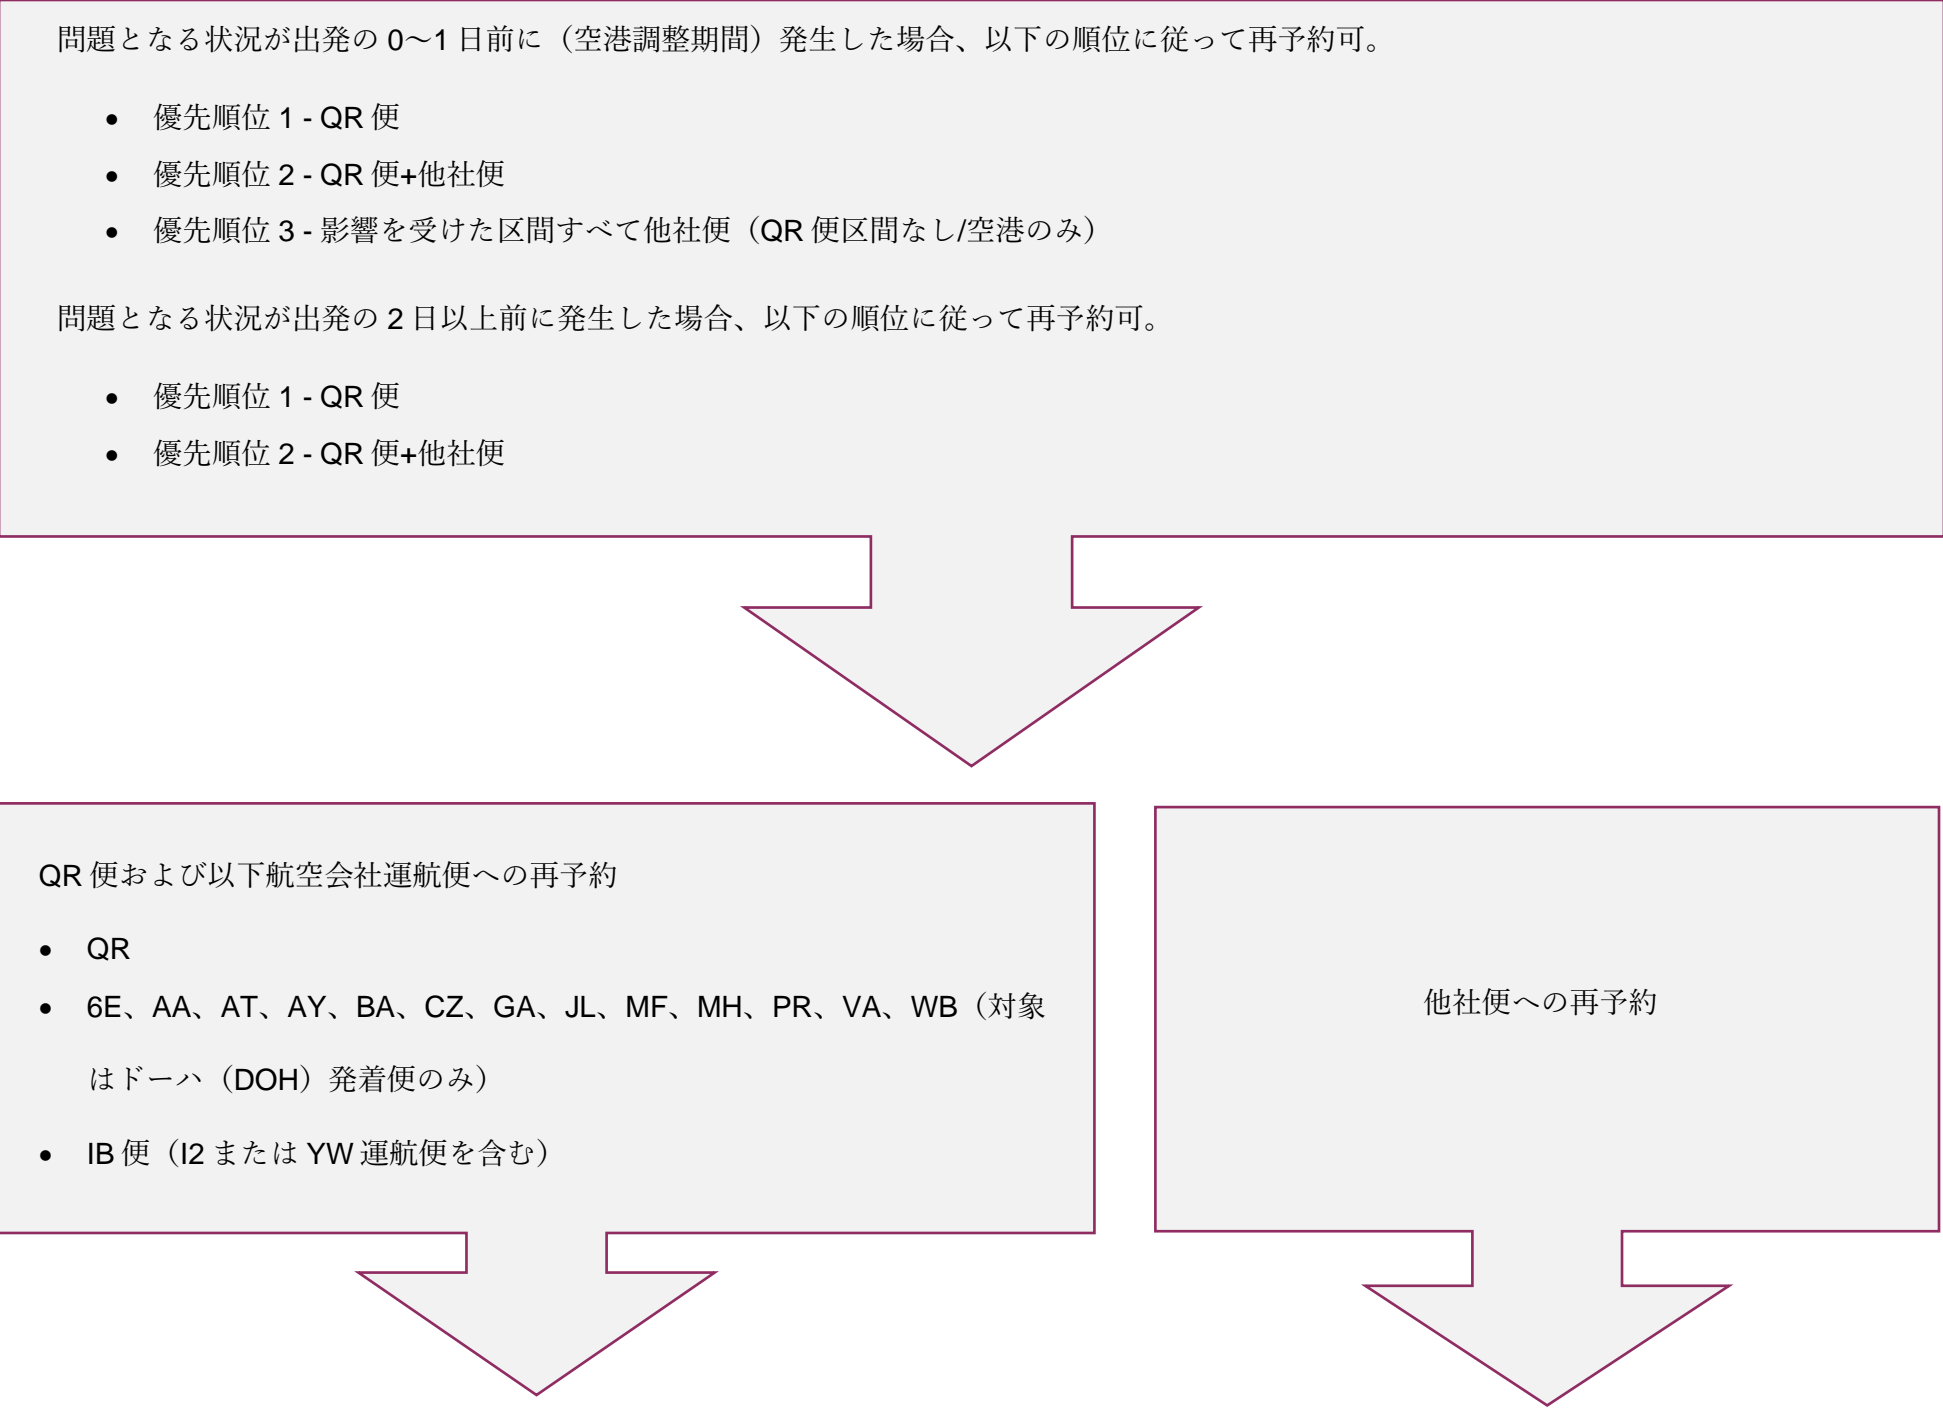 問題となる状況が出発の 0～1 日前に（空港調整期間）発生した場合、以下の順位に従って再予約可。
• 優先順位 1 - QR 便
• 優先順位 2 - QR 便+他社便
• 優先順位 3 - 影響を受けた区間すべて他社便（QR 便区間なし/空港のみ）
問題となる状況が出発の 2 日以上前に発生した場合、以下の順位に従って再予約可。
• 優先順位 1 - QR 便
• 優先順位 2 - QR 便+他社便
QR 便および以下航空会社運航便への再予約
• QR
• 6E、AA、AT、AY、BA、CZ、GA、JL、MF、MH、PR、VA、WB（対象
はドーハ（DOH）発着便のみ）
• IB 便（I2 または YW 運航便を含む）
他社便への再予約